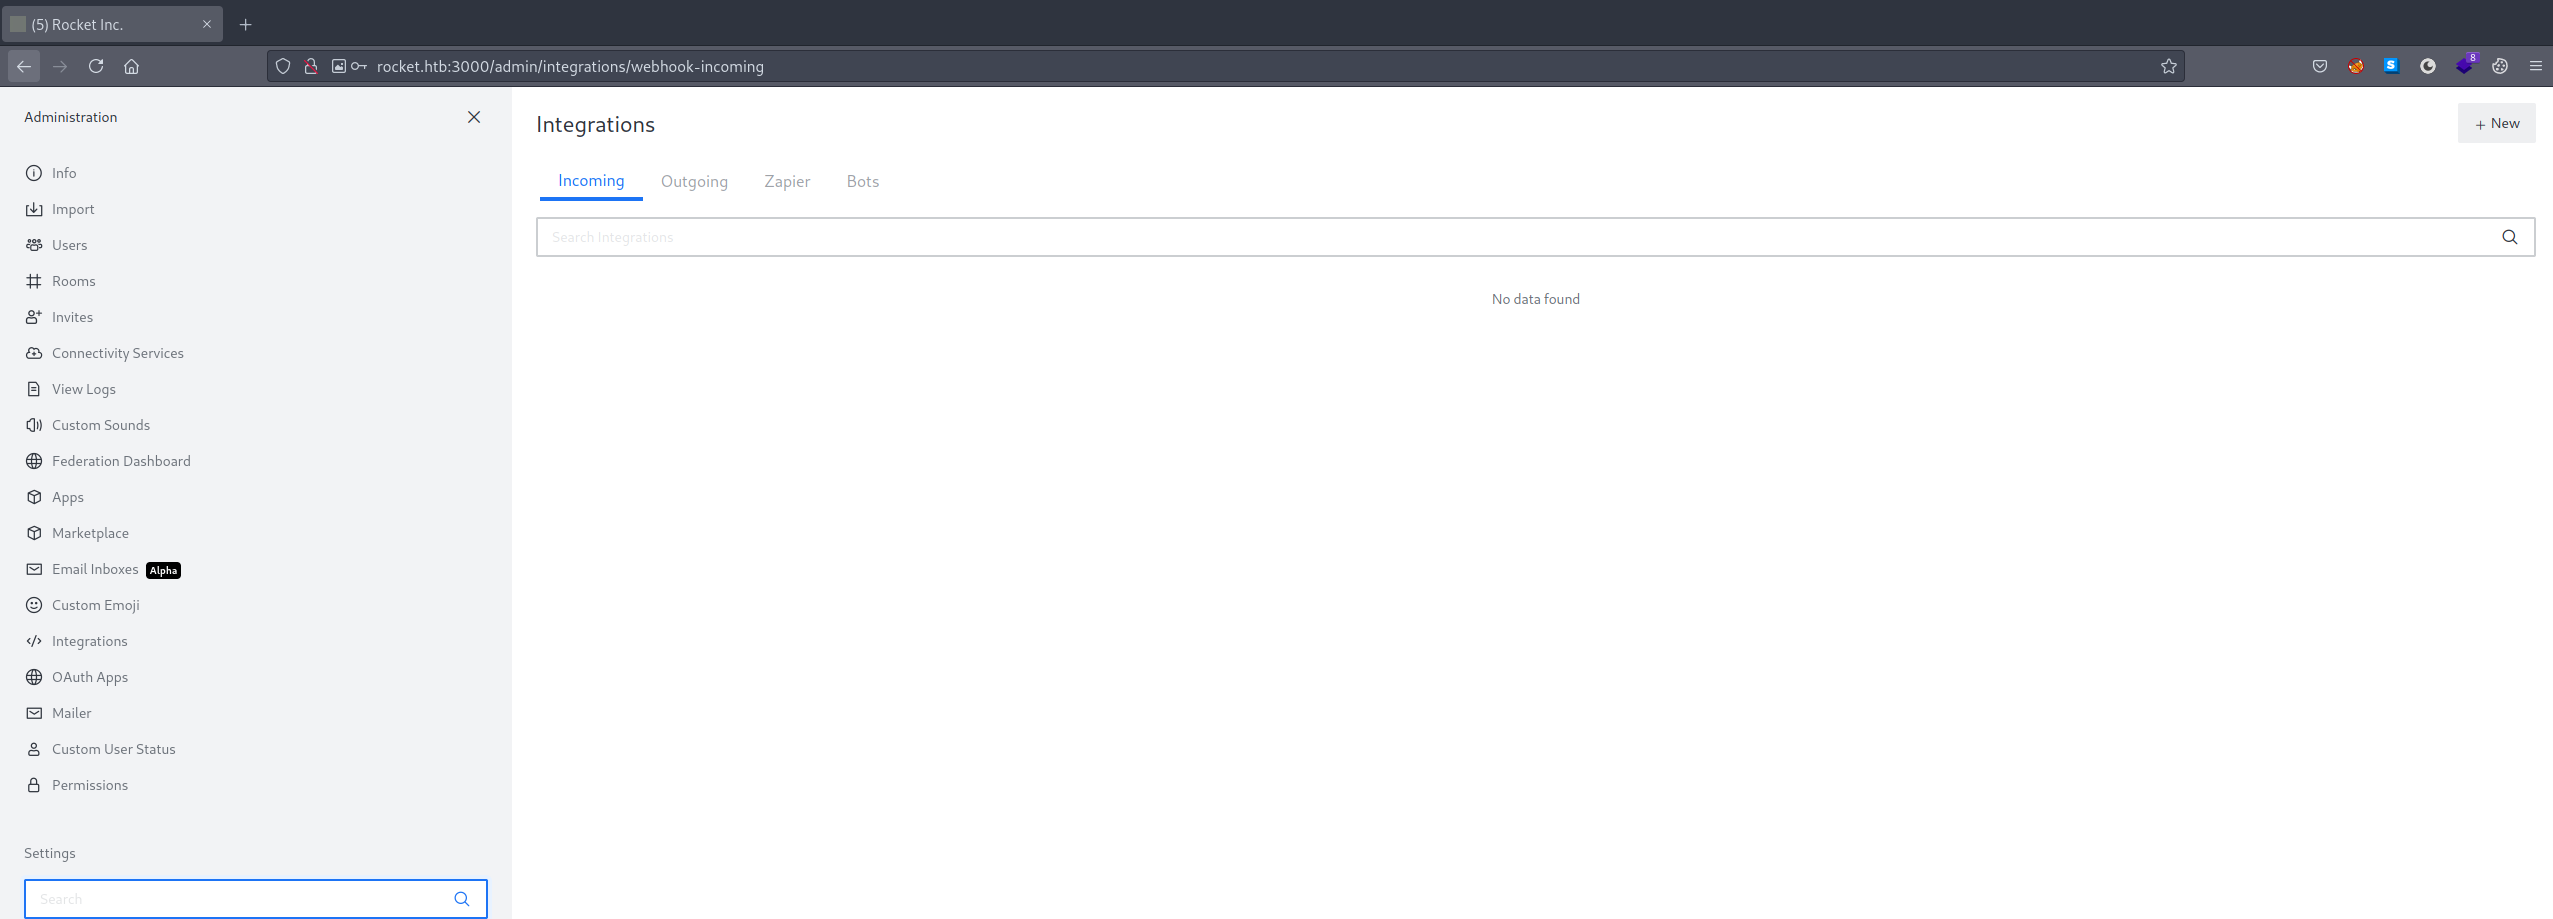 (5) Rocket Inc.
rocket.htb:3000/admin/integrations/webhook-incoming
8
Administration
Info
Import
Users
Rooms
Invites
Connectivity Services
View Logs
Custom Sounds
Federation Dashboard
Apps
Marketplace
Email Inboxes Alpha
Custom Emoji
Integrations
OAuth Apps
Mailer
Custom User Status
Permissions
Settings
Search
Integrations
+ New
Incoming Outgoing Zapier Bots
Search Integrations
No data found